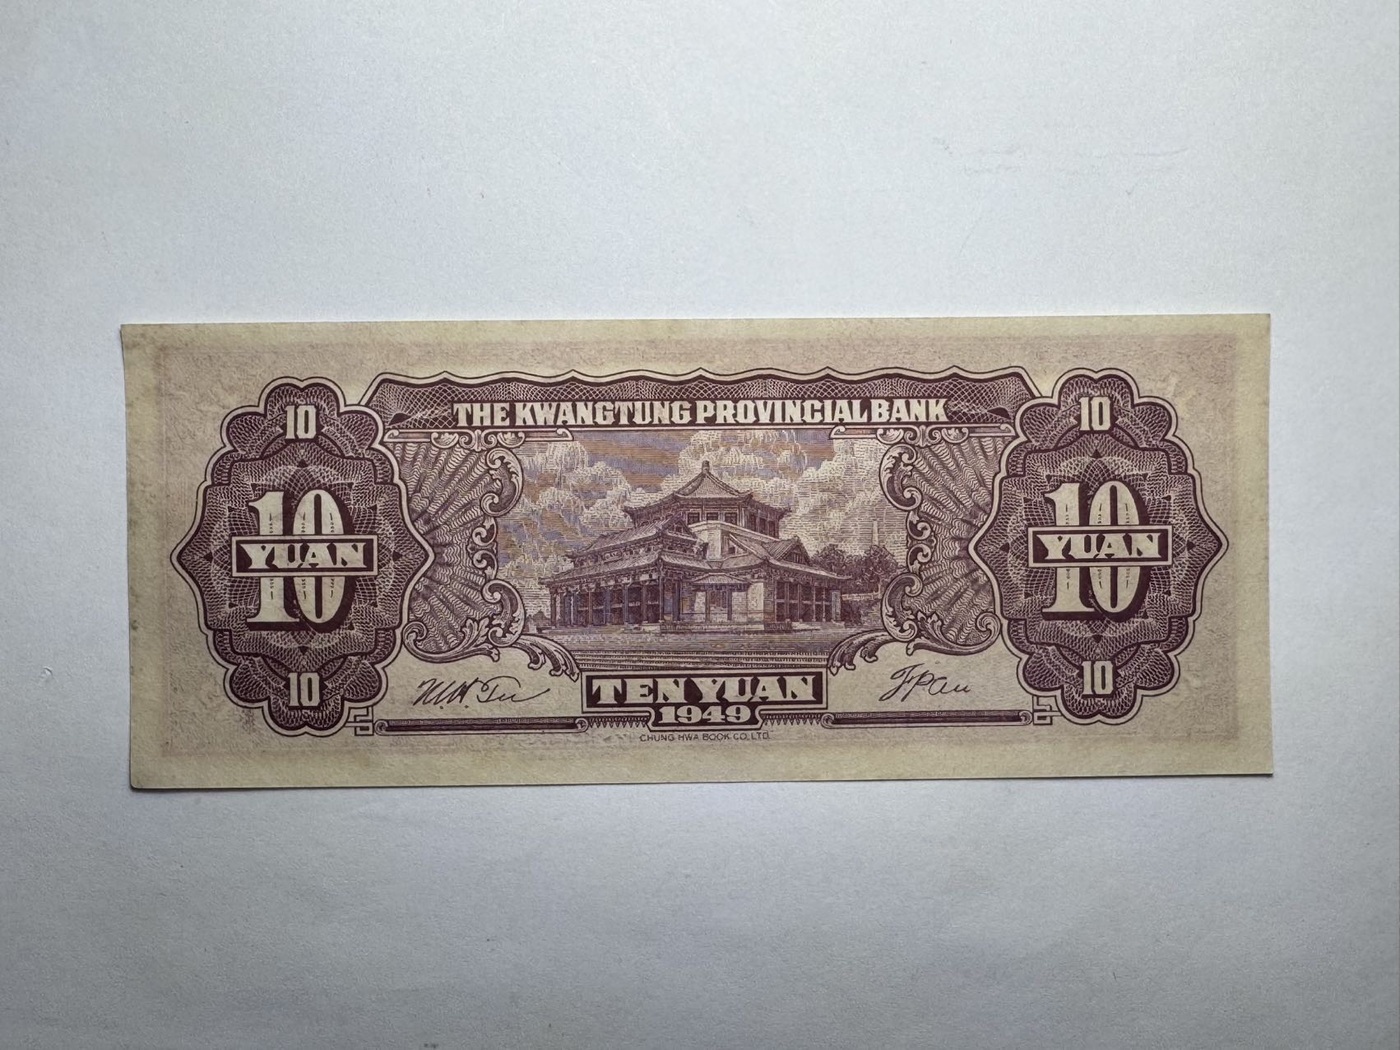 THE KWANGTUNG PROVINCIAL BANK
10
10
10
YUAN
10
YUAN
10
10
TEN YUAN
1949
CHUNG HWA BOOK CO., LTD.